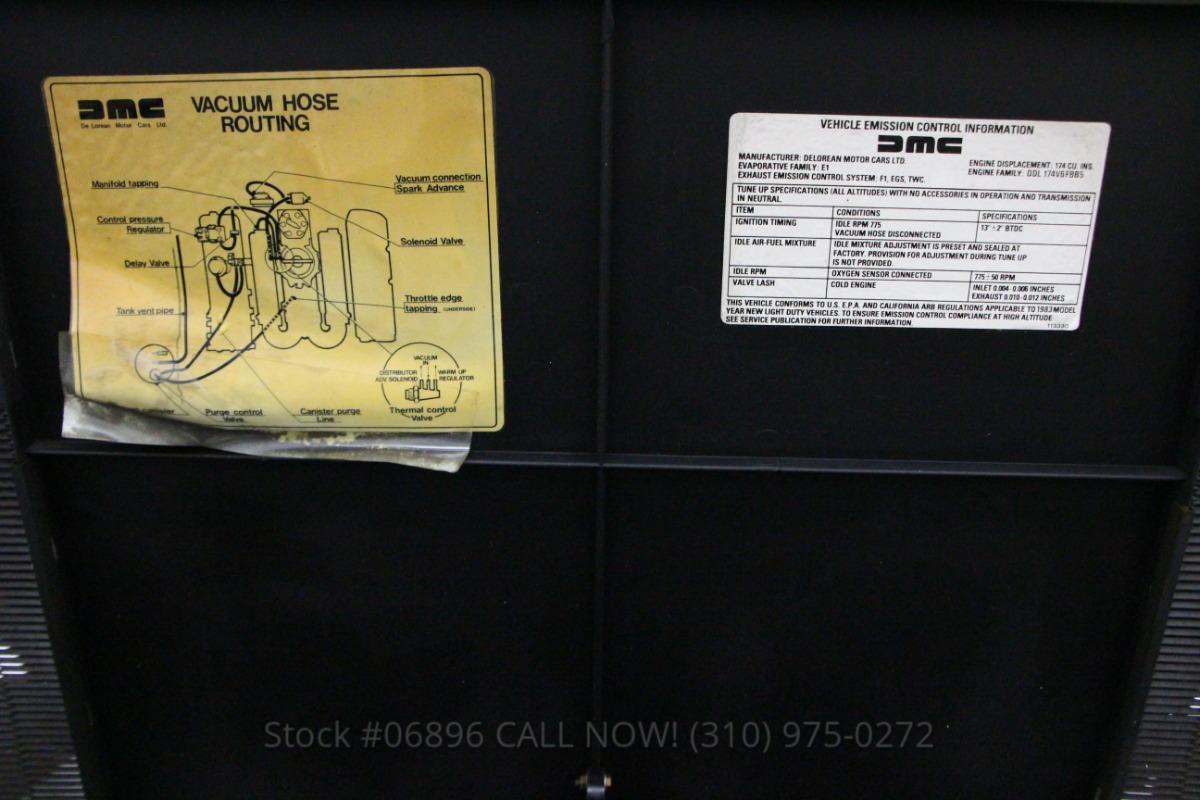 DMC
De Lorean Motor Cars Ltd.
VACUUM HOSE
ROUTING
Manifold tapping
Vacuum connection
Spark Advance
Control pressure
Regulator
Solenoid Valve
Delay Valve
Throttle edge
tapping (UNDERSIDE)
Tank vent pipe
VACUUM
IN
DISTRIBUTOR
ADV SOLENOID
WARM UP
REGULATOR
Purge control
Valve
Canister purge
Line
Thermal control
Valve
VEHICLE EMISSION CONTROL INFORMATION
DMC
MANUFACTURER: DELOREAN MOTOR CARS LTD.
EVAPORATIVE FAMILY: E1
EXHAUST EMISSION CONTROL SYSTEM: F1, EGS, TWC.
ENGINE DISPLACEMENT: 174 CU. INS.
ENGINE FAMILY: DDL 174V6FBB5
TUNE UP SPECIFICATIONS (ALL ALTITUDES) WITH NO ACCESSORIES IN OPERATION AND TRANSMISSION
IN NEUTRAL.
ITEM CONDITIONS SPECIFICATIONS
IGNITION TIMING IDLE RPM 775 13° ± 2° BTDC
VACUUM HOSE DISCONNECTED
IDLE AIR-FUEL MIXTURE IDLE MIXTURE ADJUSTMENT IS PRESET AND SEALED AT
FACTORY. PROVISION FOR ADJUSTMENT DURING TUNE UP
IS NOT PROVIDED.
IDLE RPM OXYGEN SENSOR CONNECTED 775 ± 50 RPM
VALVE LASH COLD ENGINE INLET 0.004-0.006 INCHES
EXHAUST 0.010-0.012 INCHES
THIS VEHICLE CONFORMS TO U.S. E.P.A. AND CALIFORNIA ARB REGULATIONS APPLICABLE TO 1983 MODEL
YEAR NEW LIGHT DUTY VEHICLES. TO ENSURE EMISSION COMPLIANCE AT HIGH ALTITUDE
SEE SERVICE PUBLICATION FOR FURTHER INFORMATION.
113330
Stock #06896 CALL NOW! (310) 975-0272